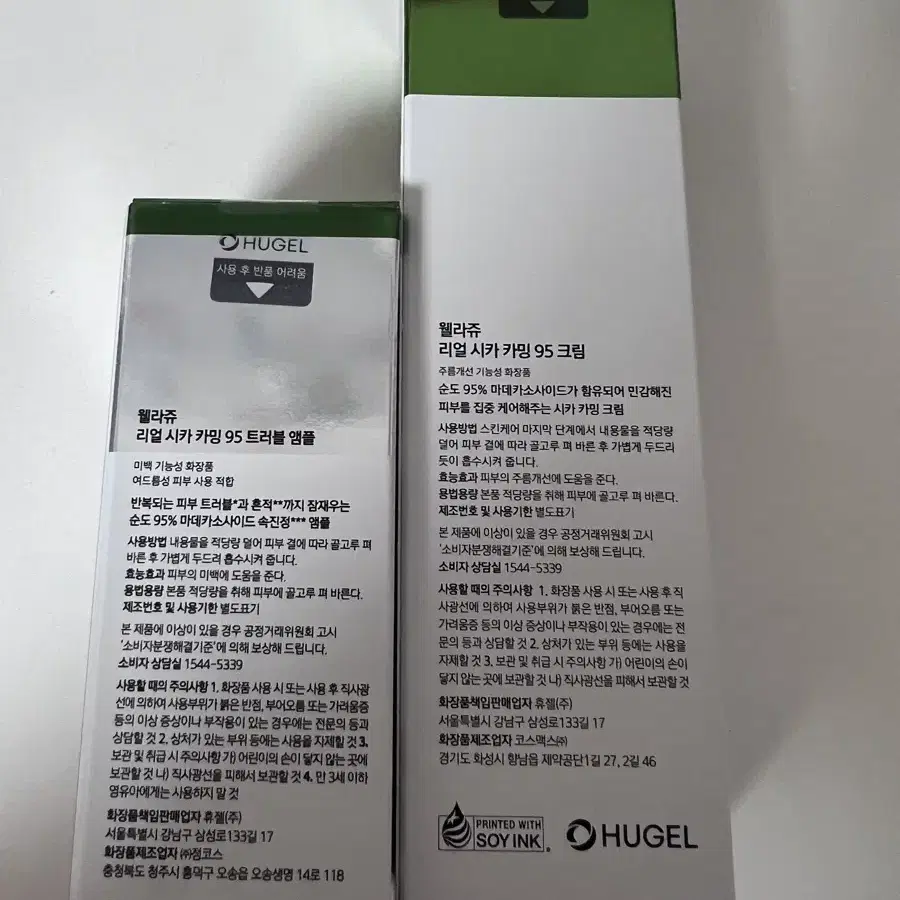 HUGEL
사용 후 반품 어려움
웰라쥬
리얼 시카 카밍 95 트러블 앰플
미백 기능성 화장품
여드름성 피부 사용 적합
반복되는 피부 트러블*과 흔적**까지 잠재우는
순도 95% 마데카소사이드 속진정*** 앰플
사용방법 내용물을 적당량 덜어 피부 결에 따라 골고루 펴
바른 후 가볍게 두드려 흡수시켜 줍니다.
효능효과 피부의 미백에 도움을 준다.
용법용량 본품 적당량을 취해 피부에 골고루 펴 바른다.
제조번호 및 사용기한 별도표기
본 제품에 이상이 있을 경우 공정거래위원회 고시
'소비자분쟁해결기준'에 의해 보상해 드립니다.
소비자 상담실 1544-5339
사용할 때의 주의사항 1. 화장품 사용 시 또는 사용 후 직사광
선에 의하여 사용부위가 붉은 반점, 부어오름 또는 가려움증
등의 이상 증상이나 부작용이 있는 경우에는 전문의 등과
상담할 것 2. 상처가 있는 부위 등에는 사용을 자제할 것 3.
보관 및 취급 시 주의사항 가) 어린이의 손이 닿지 않는 곳에
보관할 것 나) 직사광선을 피해서 보관할 것 4. 만 3세 이하
영유아에게는 사용하지 말 것
화장품책임판매업자 휴젤(주)
서울특별시 강남구 삼성로133길 17
화장품제조업자 ㈜정코스
충청북도 청주시 흥덕구 오송읍 오송생명 14로 118
웰라쥬
리얼 시카 카밍 95 크림
주름개선 기능성 화장품
순도 95% 마데카소사이드가 함유되어 민감해진
피부를 집중 케어해주는 시카 카밍 크림
사용방법 스킨케어 마지막 단계에서 내용물을 적당량
덜어 피부 결에 따라 골고루 펴 바른 후 가볍게 두드리
듯이 흡수시켜 줍니다.
효능효과 피부의 주름개선에 도움을 준다.
용법용량 본품 적당량을 취해 피부에 골고루 펴 바른다.
제조번호 및 사용기한 별도표기
본 제품에 이상이 있을 경우 공정거래위원회 고시
'소비자분쟁해결기준'에 의해 보상해 드립니다.
소비자 상담실 1544-5339
사용할 때의 주의사항 1. 화장품 사용 시 또는 사용 후 직
사광선에 의하여 사용부위가 붉은 반점, 부어오름 또는
가려움증 등의 이상 증상이나 부작용이 있는 경우에는 전
문의 등과 상담할 것 2. 상처가 있는 부위 등에는 사용을
자제할 것 3. 보관 및 취급 시 주의사항 가) 어린이의 손이
닿지 않는 곳에 보관할 것 나) 직사광선을 피해서 보관할 것
화장품책임판매업자 휴젤(주)
서울특별시 강남구 삼성로133길 17
화장품제조업자 코스맥스㈜
경기도 화성시 향남읍 제약공단1길 27, 2길 46
PRINTED WITH
SOY INK
HUGEL